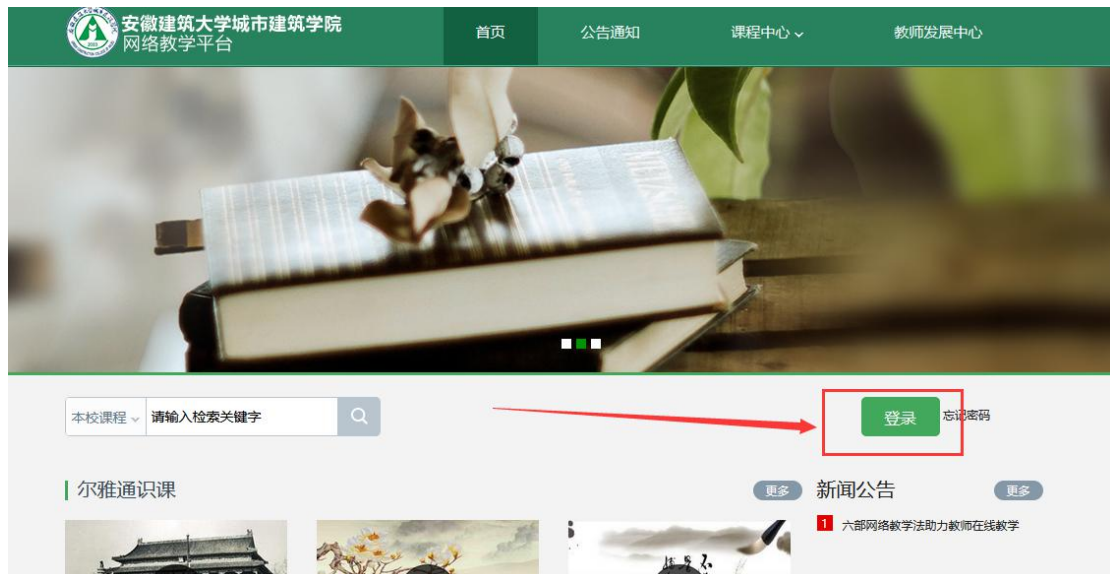 安徽建筑大学城市建筑学院
网络教学平台
首页
公告通知
课程中心
教师发展中心
本校课程
请输入检索关键字
登录
忘记密码
尔雅通识课
更多
新闻公告
更多
1 六部网络教学法助力教师在线教学